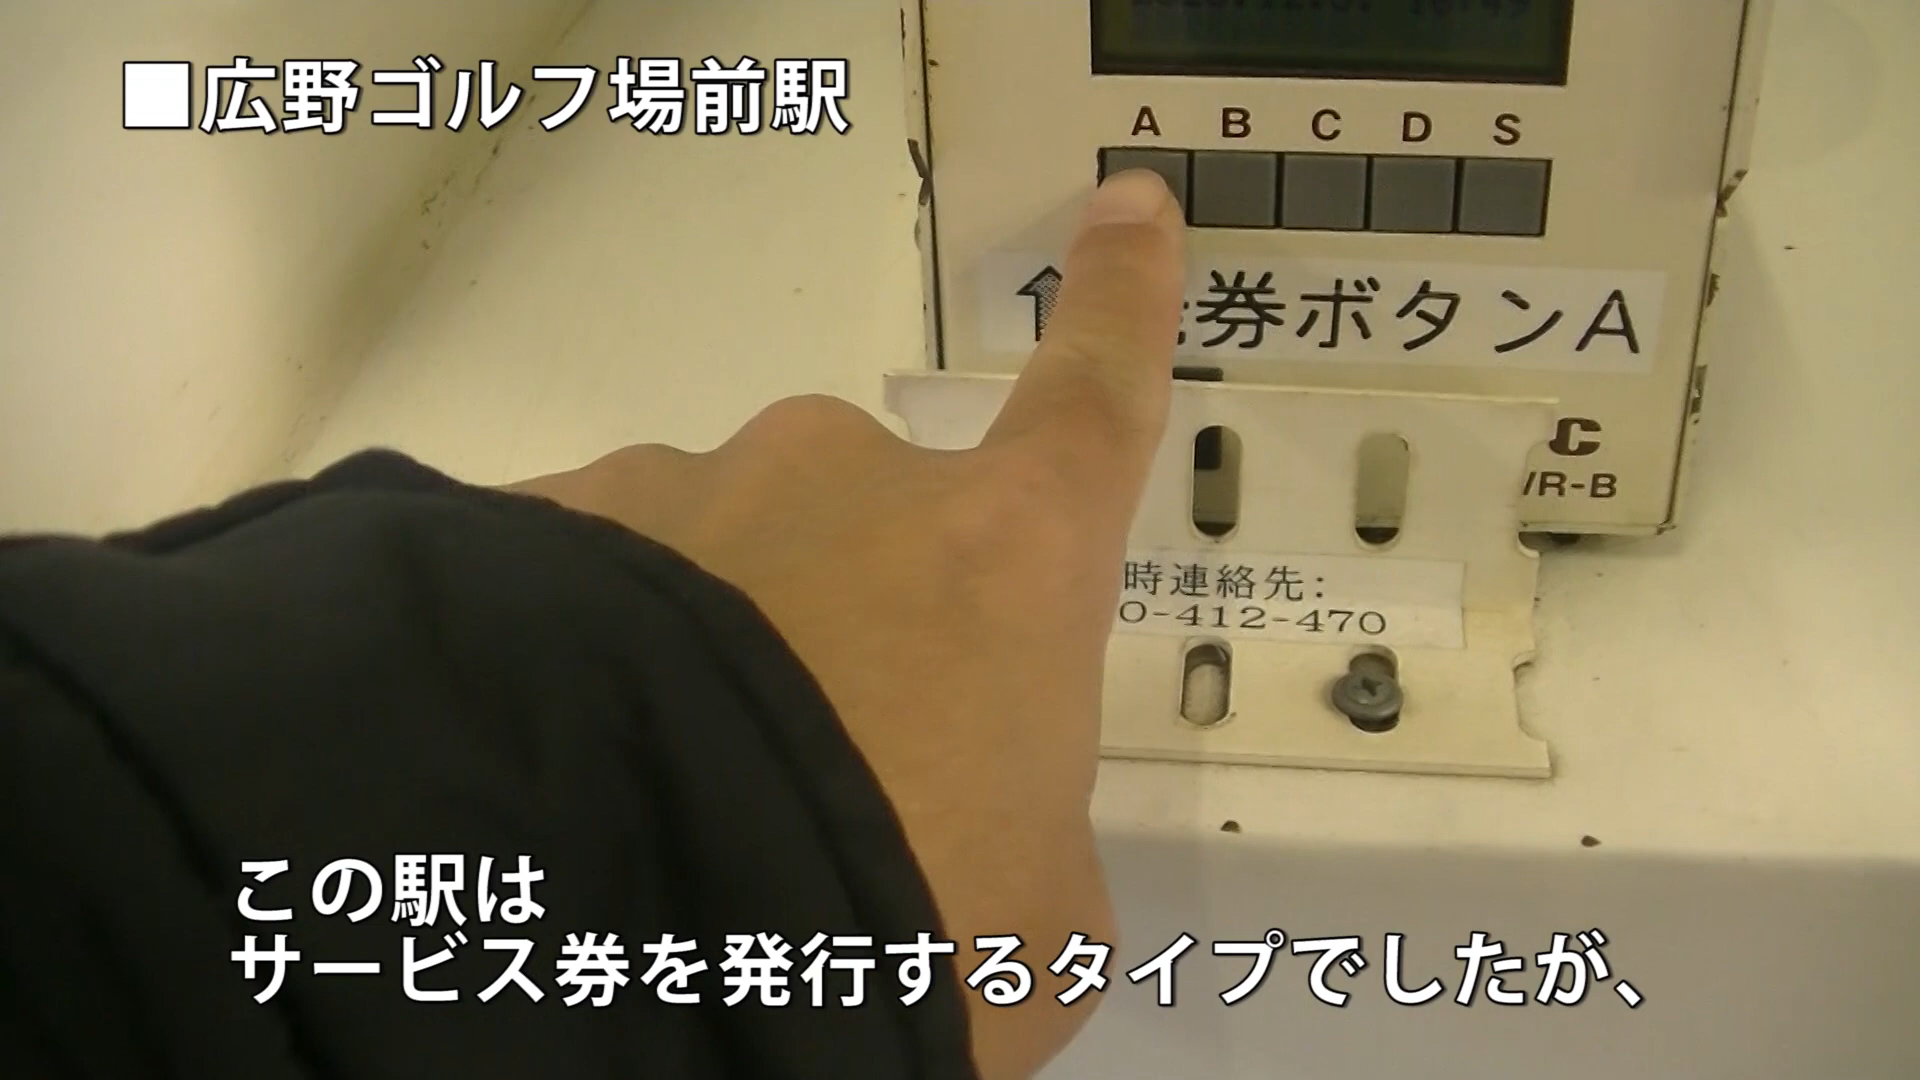 ■広野ゴルフ場前駅
A B C D S
券ボタンA
C
/R-B
時連絡先:
0-412-470
この駅は
サービス券を発行するタイプでしたが、